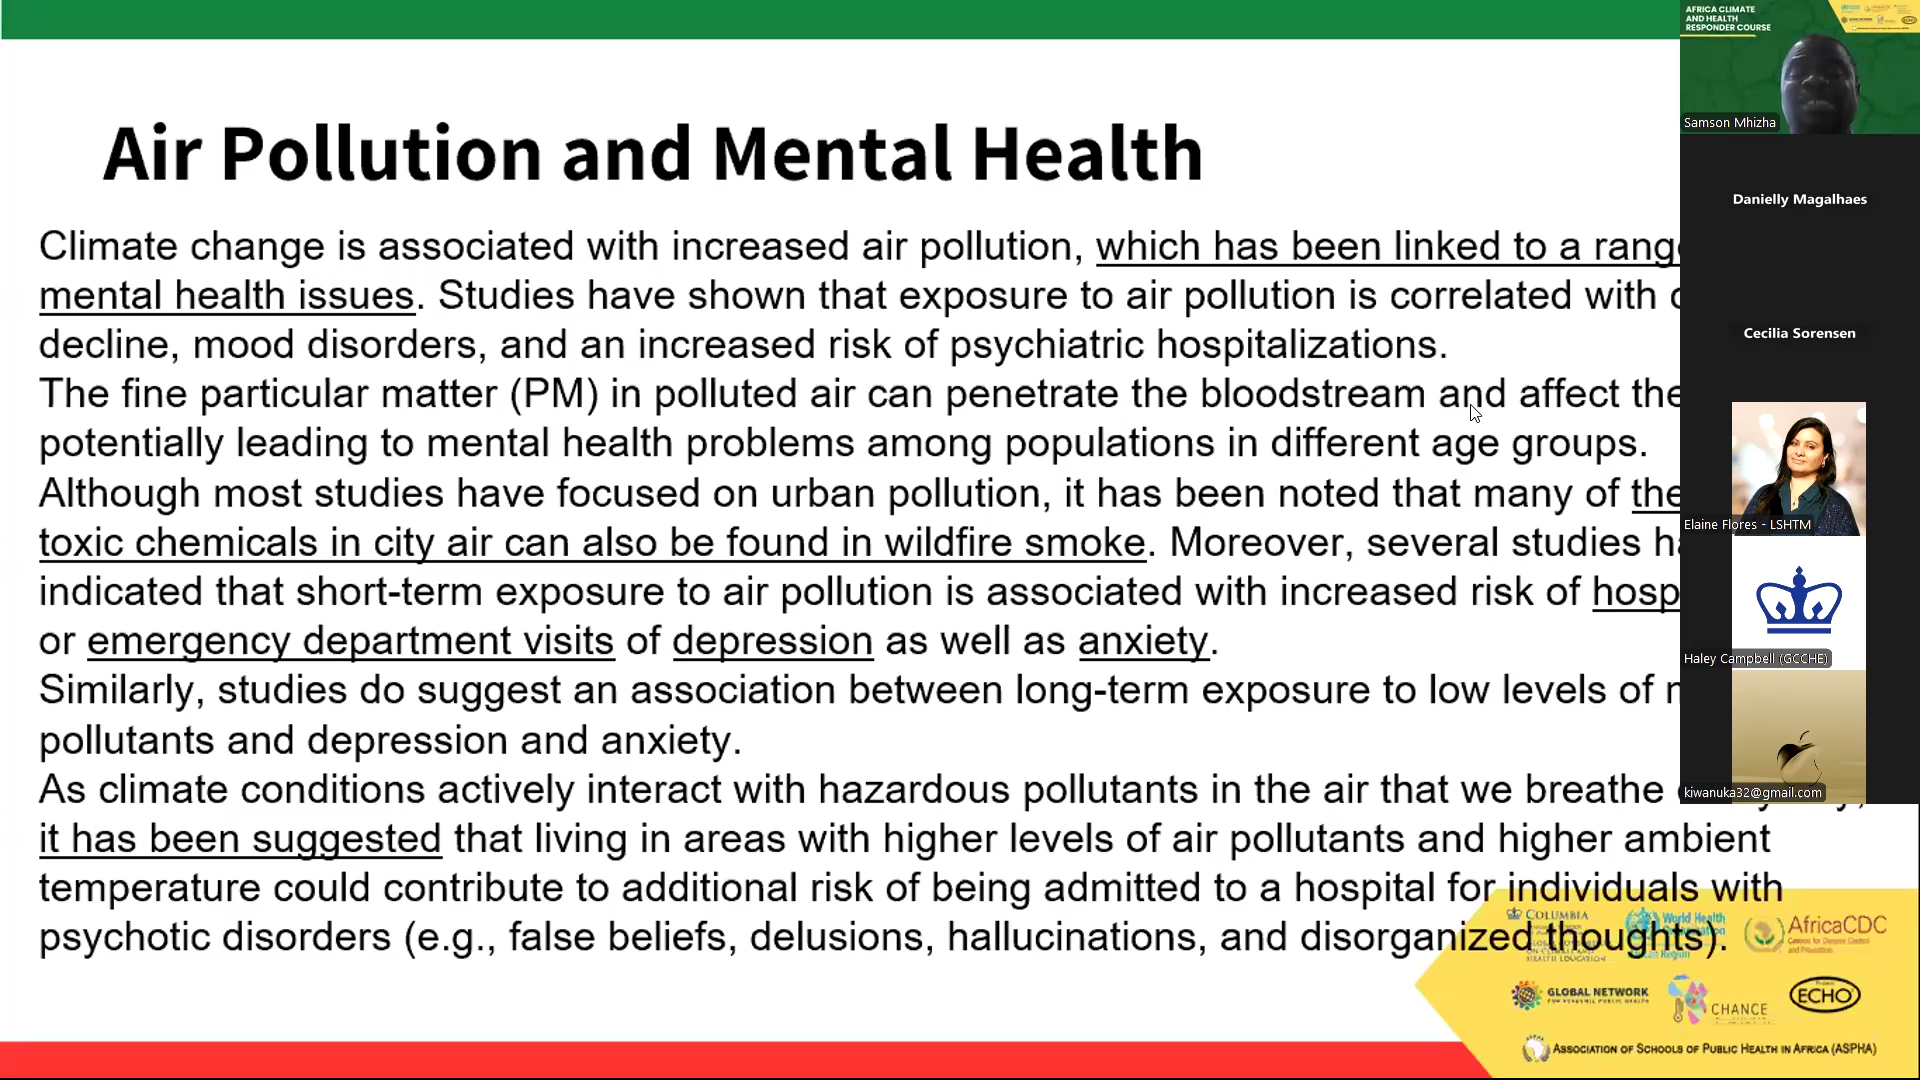 Air Pollution and Mental Health
Climate change is associated with increased air pollution, which has been linked to a rang
mental health issues. Studies have shown that exposure to air pollution is correlated with
decline, mood disorders, and an increased risk of psychiatric hospitalizations.
The fine particular matter (PM) in polluted air can penetrate the bloodstream and affect the
potentially leading to mental health problems among populations in different age groups.
Although most studies have focused on urban pollution, it has been noted that many of the
toxic chemicals in city air can also be found in wildfire smoke. Moreover, several studies
indicated that short-term exposure to air pollution is associated with increased risk of hosp
or emergency department visits of depression as well as anxiety.
Similarly, studies do suggest an association between long-term exposure to low levels of
pollutants and depression and anxiety.
As climate conditions actively interact with hazardous pollutants in the air that we breathe
it has been suggested that living in areas with higher levels of air pollutants and higher ambient
temperature could contribute to additional risk of being admitted to a hospital for individuals with
psychotic disorders (e.g., false beliefs, delusions, hallucinations, and disorganized thoughts).
AFRICA CLIMATE
AND HEALTH
RESPONDER COURSE
Samson Mhizha
Danielly Magalhaes
Cecilia Sorensen
Elaine Flores - LSHTM
Haley Campbell (GCCHE)
kiwanuka32@gmail.com
COLUMBIA
HEALTH EDUCATION
World Health
AfricaCDC
GLOBAL NETWORK
FOR ACADEMIC PUBLIC HEALTH
CHANCE
ECHO
ASSOCIATION OF SCHOOLS OF PUBLIC HEALTH IN AFRICA (ASPHA)